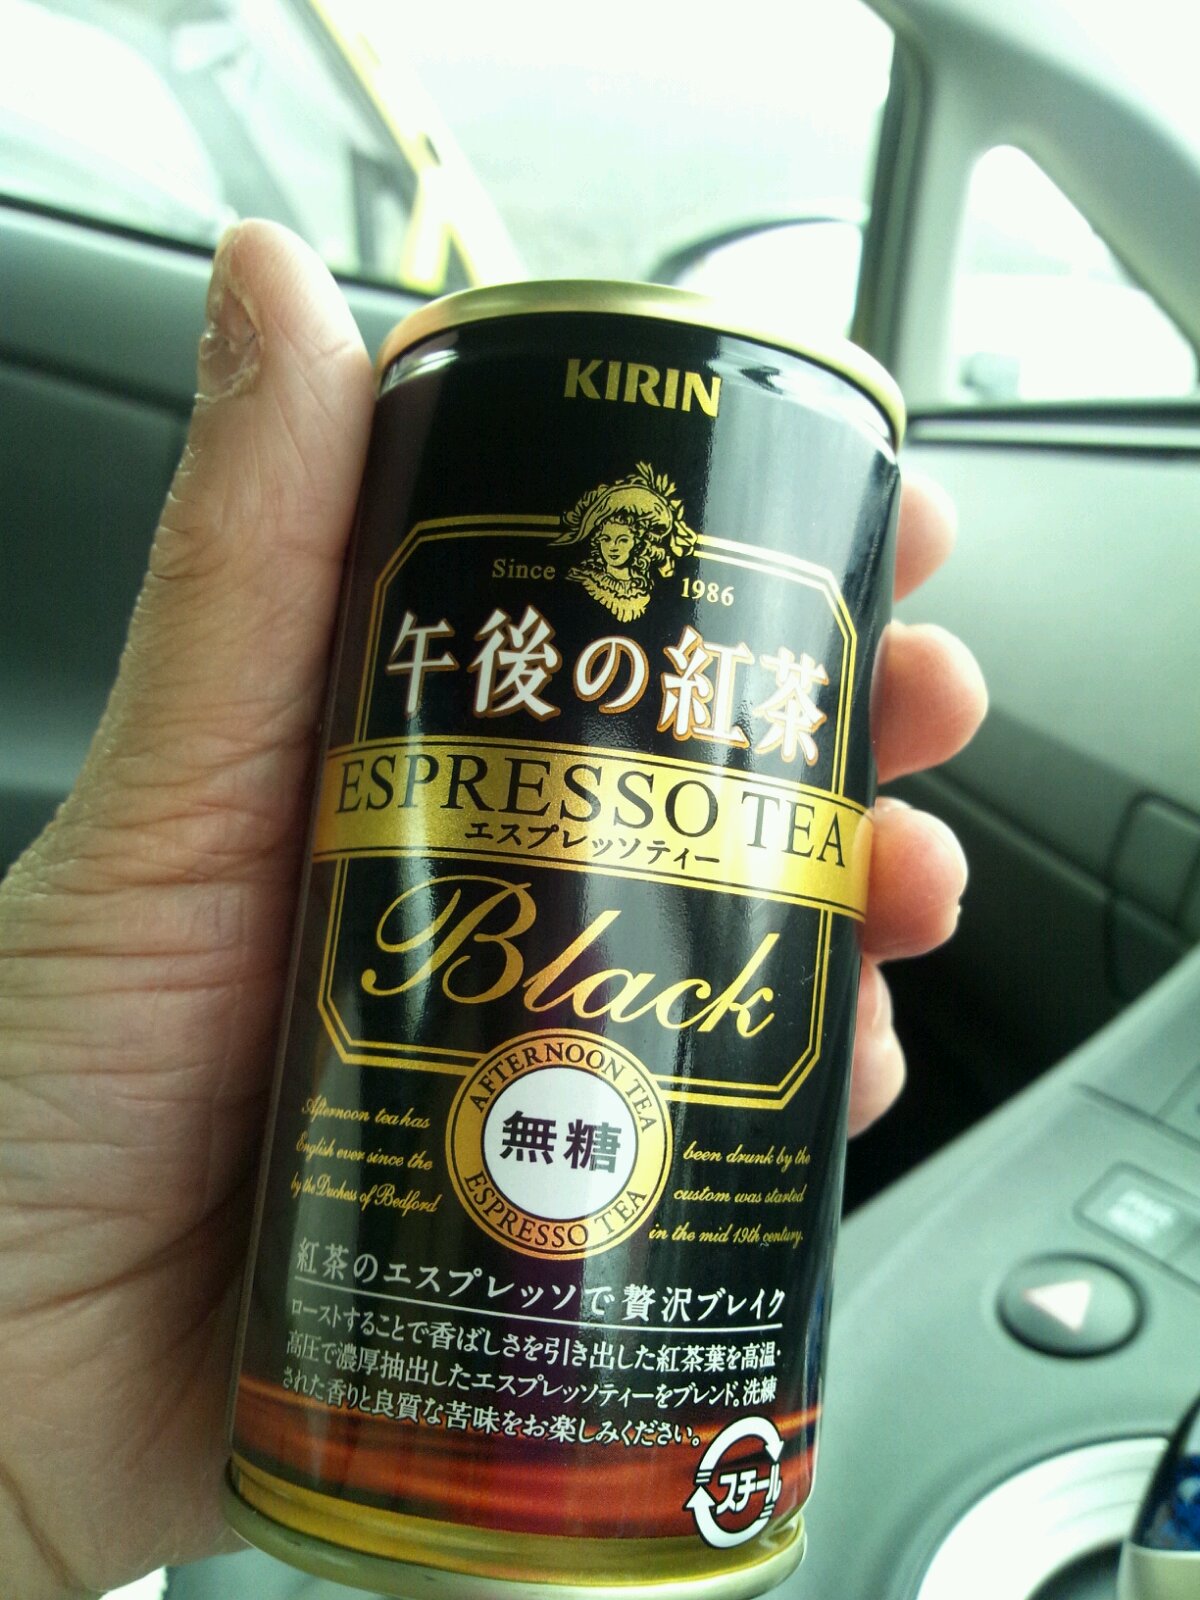 KIRIN
Since 1986
午後の紅茶
ESPRESSO TEA
エスプレッソティー
Black
AFTERNOON TEA
無糖
ESPRESSO TEA
Afternoon tea has been drunk by the
English ever since the custom was started
by the Duchess of Bedford in the mid 19th century.
紅茶のエスプレッソで贅沢ブレイク
ローストすることで香ばしさを引き出した紅茶葉を高温・
高圧で濃厚抽出したエスプレッソティーをブレンド。洗練
された香りと良質な苦味をお楽しみください。
スチール